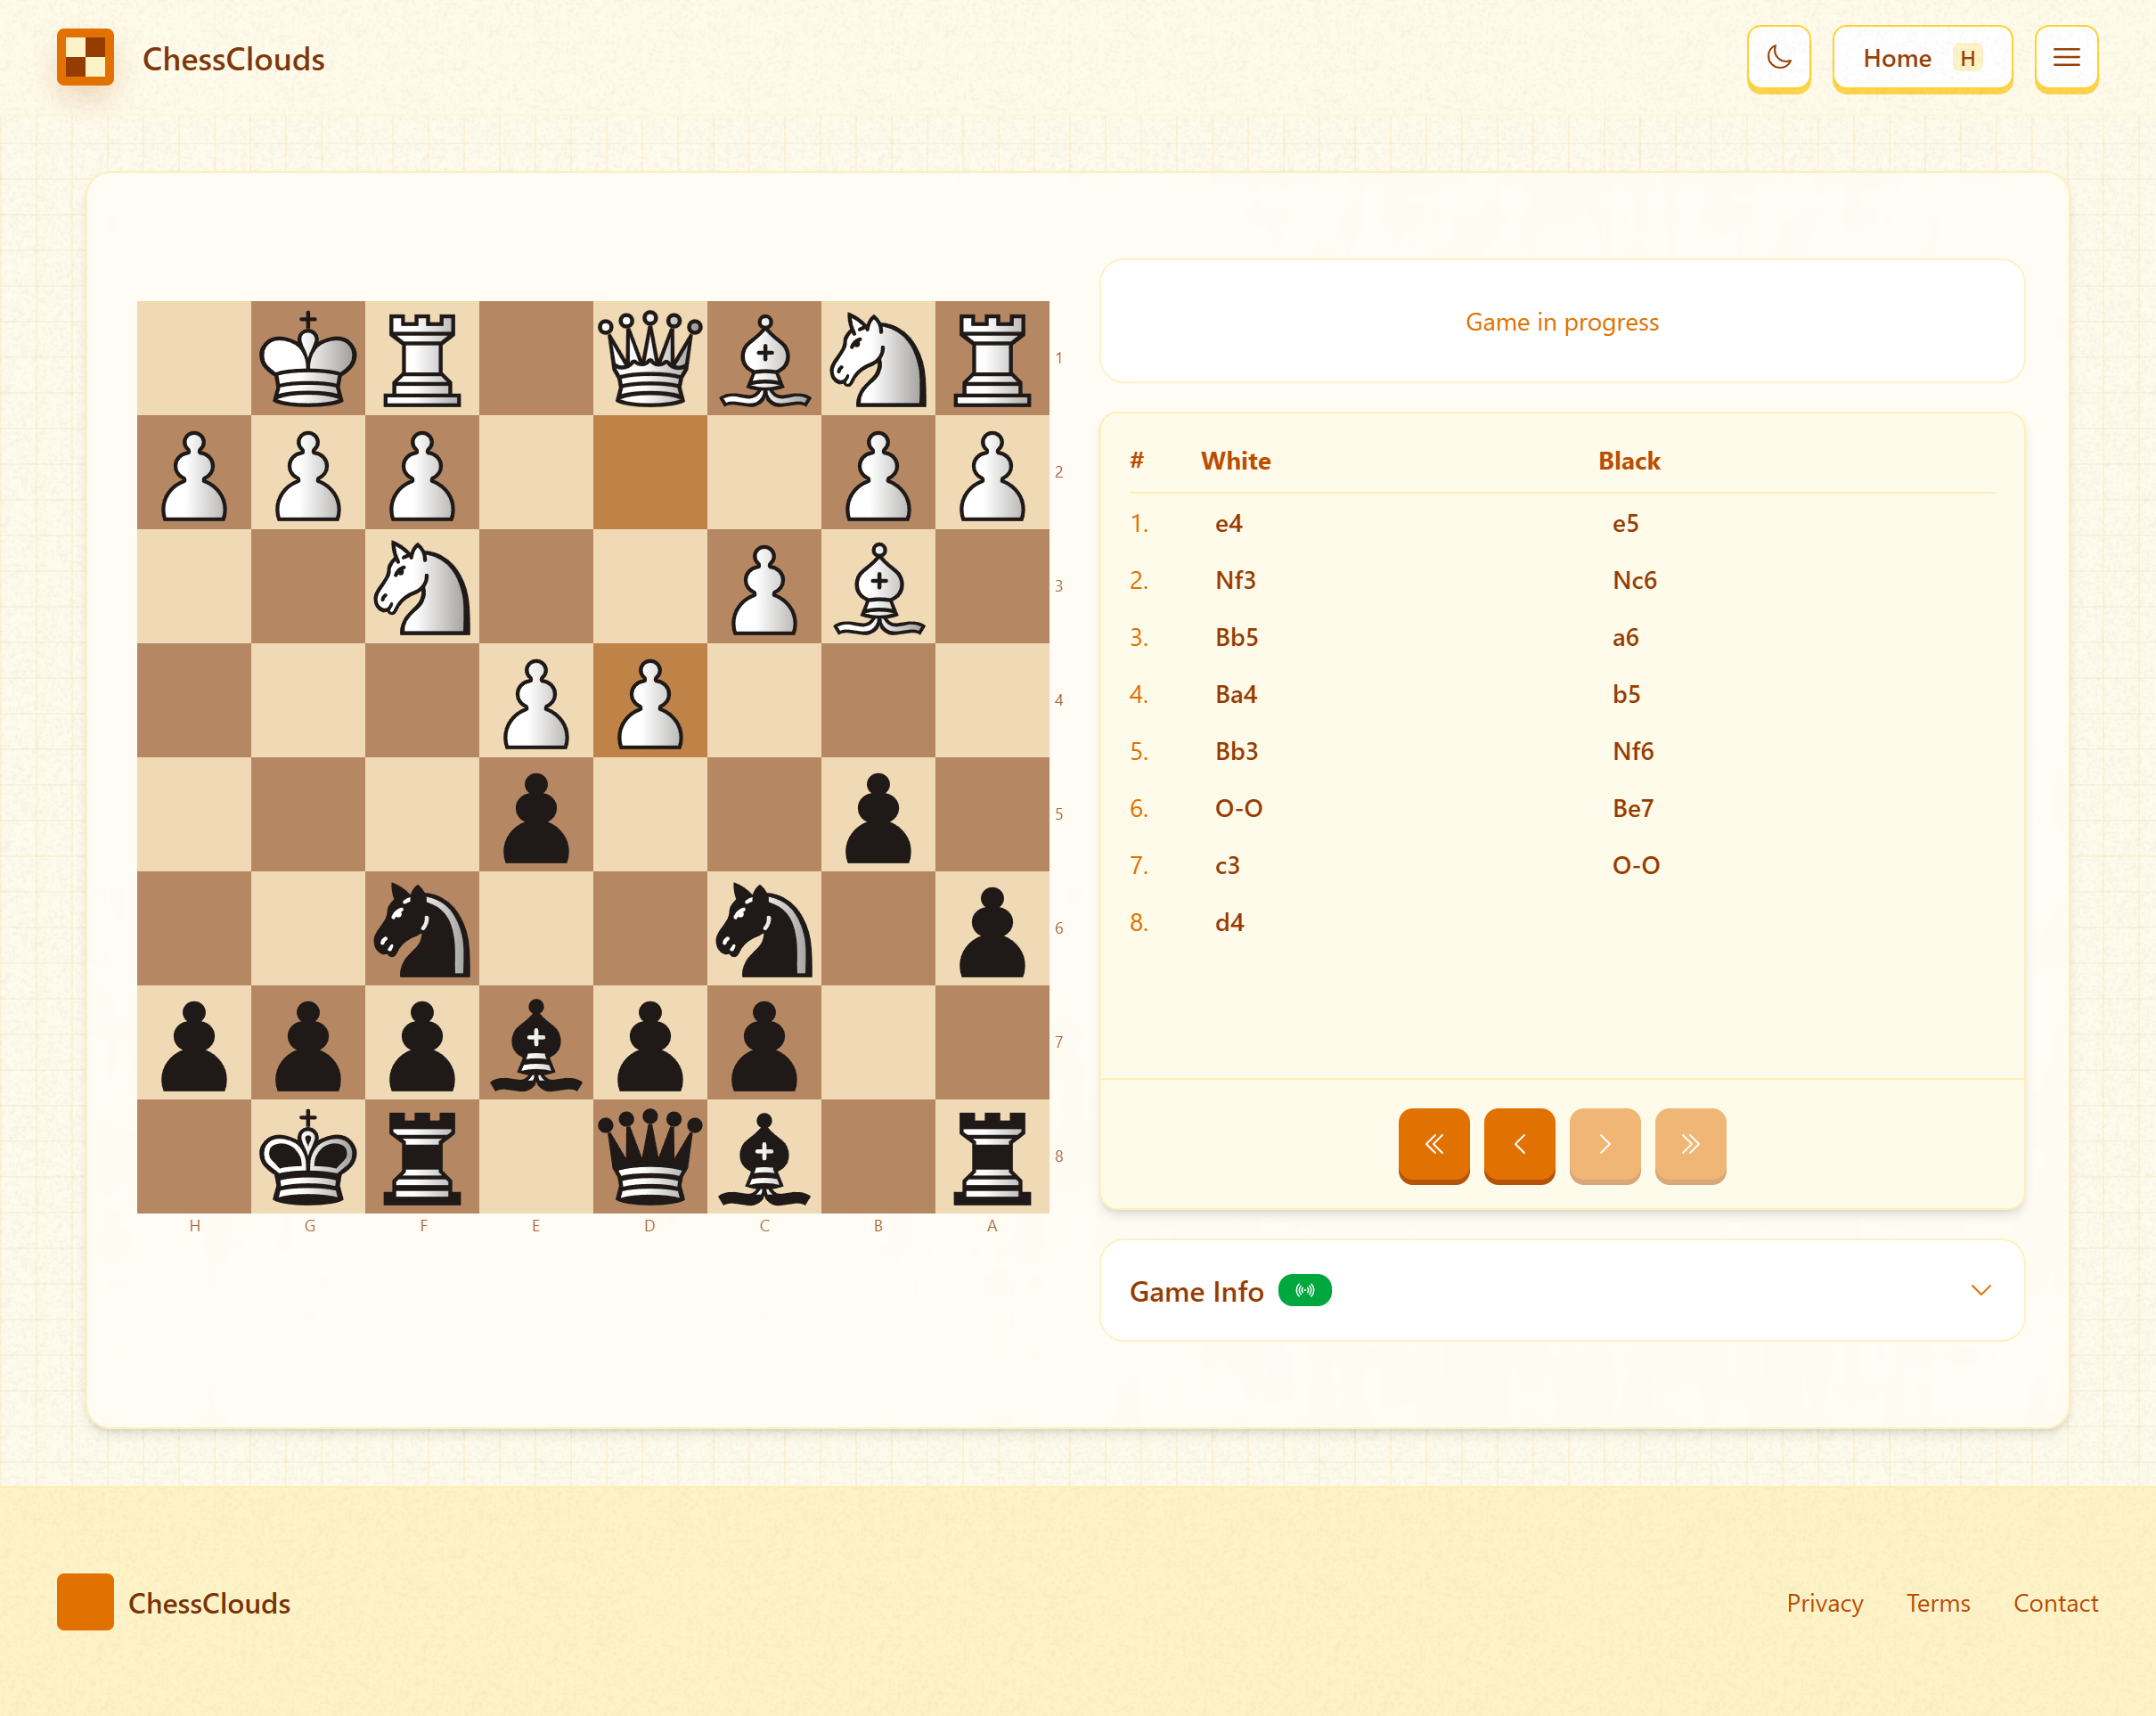 ChessClouds
Home H
Game in progress
# White Black
1. e4 e5
2. Nf3 Nc6
3. Bb5 a6
4. Ba4 b5
5. Bb3 Nf6
6. O-O Be7
7. c3 O-O
8. d4
1
2
3
4
5
6
7
8
H G F E D C B A
Game Info
ChessClouds
Privacy Terms Contact